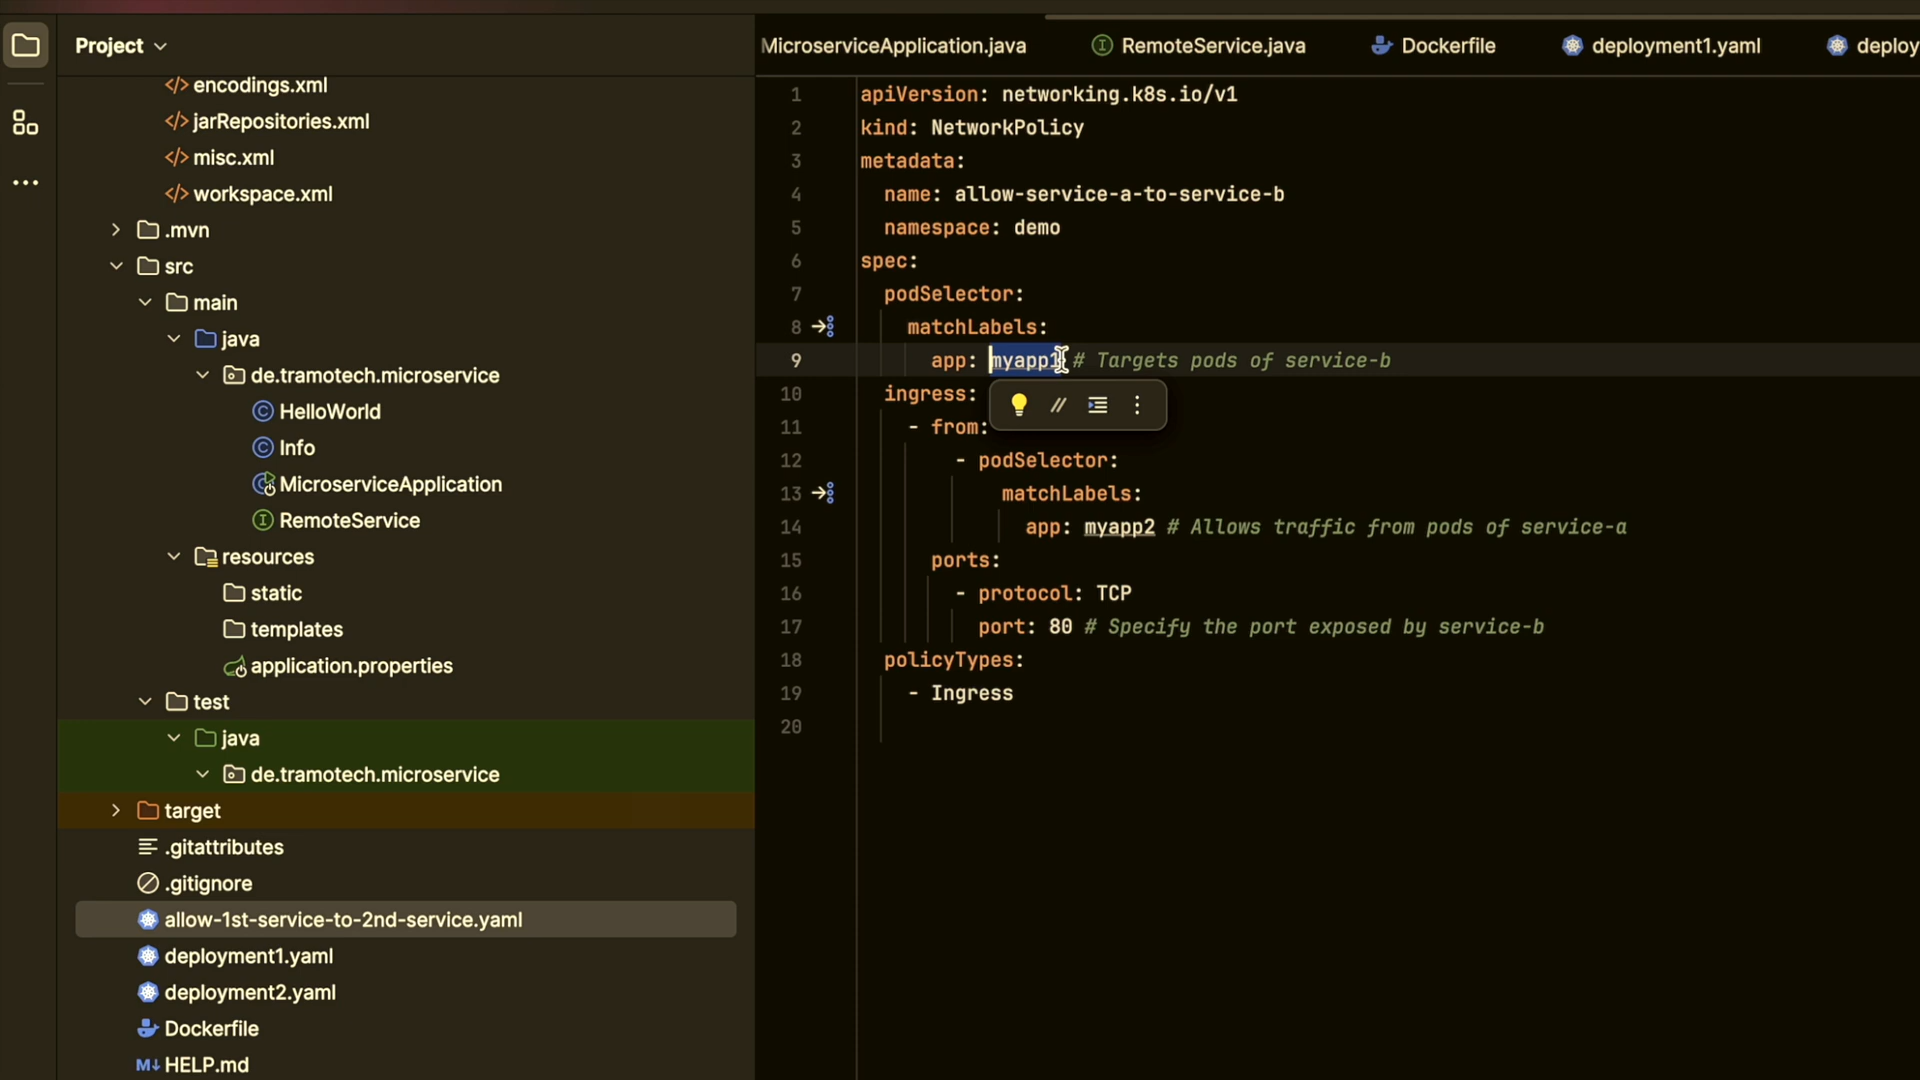 Project
encodings.xml
jarRepositories.xml
misc.xml
workspace.xml
.mvn
src
main
java
de.tramotech.microservice
HelloWorld
Info
MicroserviceApplication
RemoteService
resources
static
templates
application.properties
test
java
de.tramotech.microservice
target
.gitattributes
.gitignore
allow-1st-service-to-2nd-service.yaml
deployment1.yaml
deployment2.yaml
Dockerfile
HELP.md
MicroserviceApplication.java RemoteService.java Dockerfile deployment1.yaml deploy
1 apiVersion: networking.k8s.io/v1
2 kind: NetworkPolicy
3 metadata:
4 name: allow-service-a-to-service-b
5 namespace: demo
6 spec:
7 podSelector:
8 matchLabels:
9 app: myapp1 # Targets pods of service-b
10 ingress:
11 - from:
12 - podSelector:
13 matchLabels:
14 app: myapp2 # Allows traffic from pods of service-a
15 ports:
16 - protocol: TCP
17 port: 80 # Specify the port exposed by service-b
18 policyTypes:
19 - Ingress
20